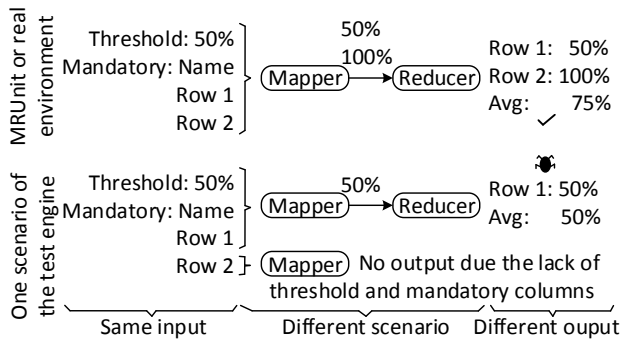 MRUnit or real
environment
Threshold: 50%
Mandatory: Name
Row 1
Row 2
50%
100%
Mapper
Reducer
Row 1: 50%
Row 2: 100%
Avg: 75%
One scenario of
the test engine
Threshold: 50%
Mandatory: Name
Row 1
Row 2
50%
Mapper
Reducer
Row 1: 50%
Avg: 50%
Mapper
No output due the lack of
threshold and mandatory columns
Same input
Different scenario
Different ouput